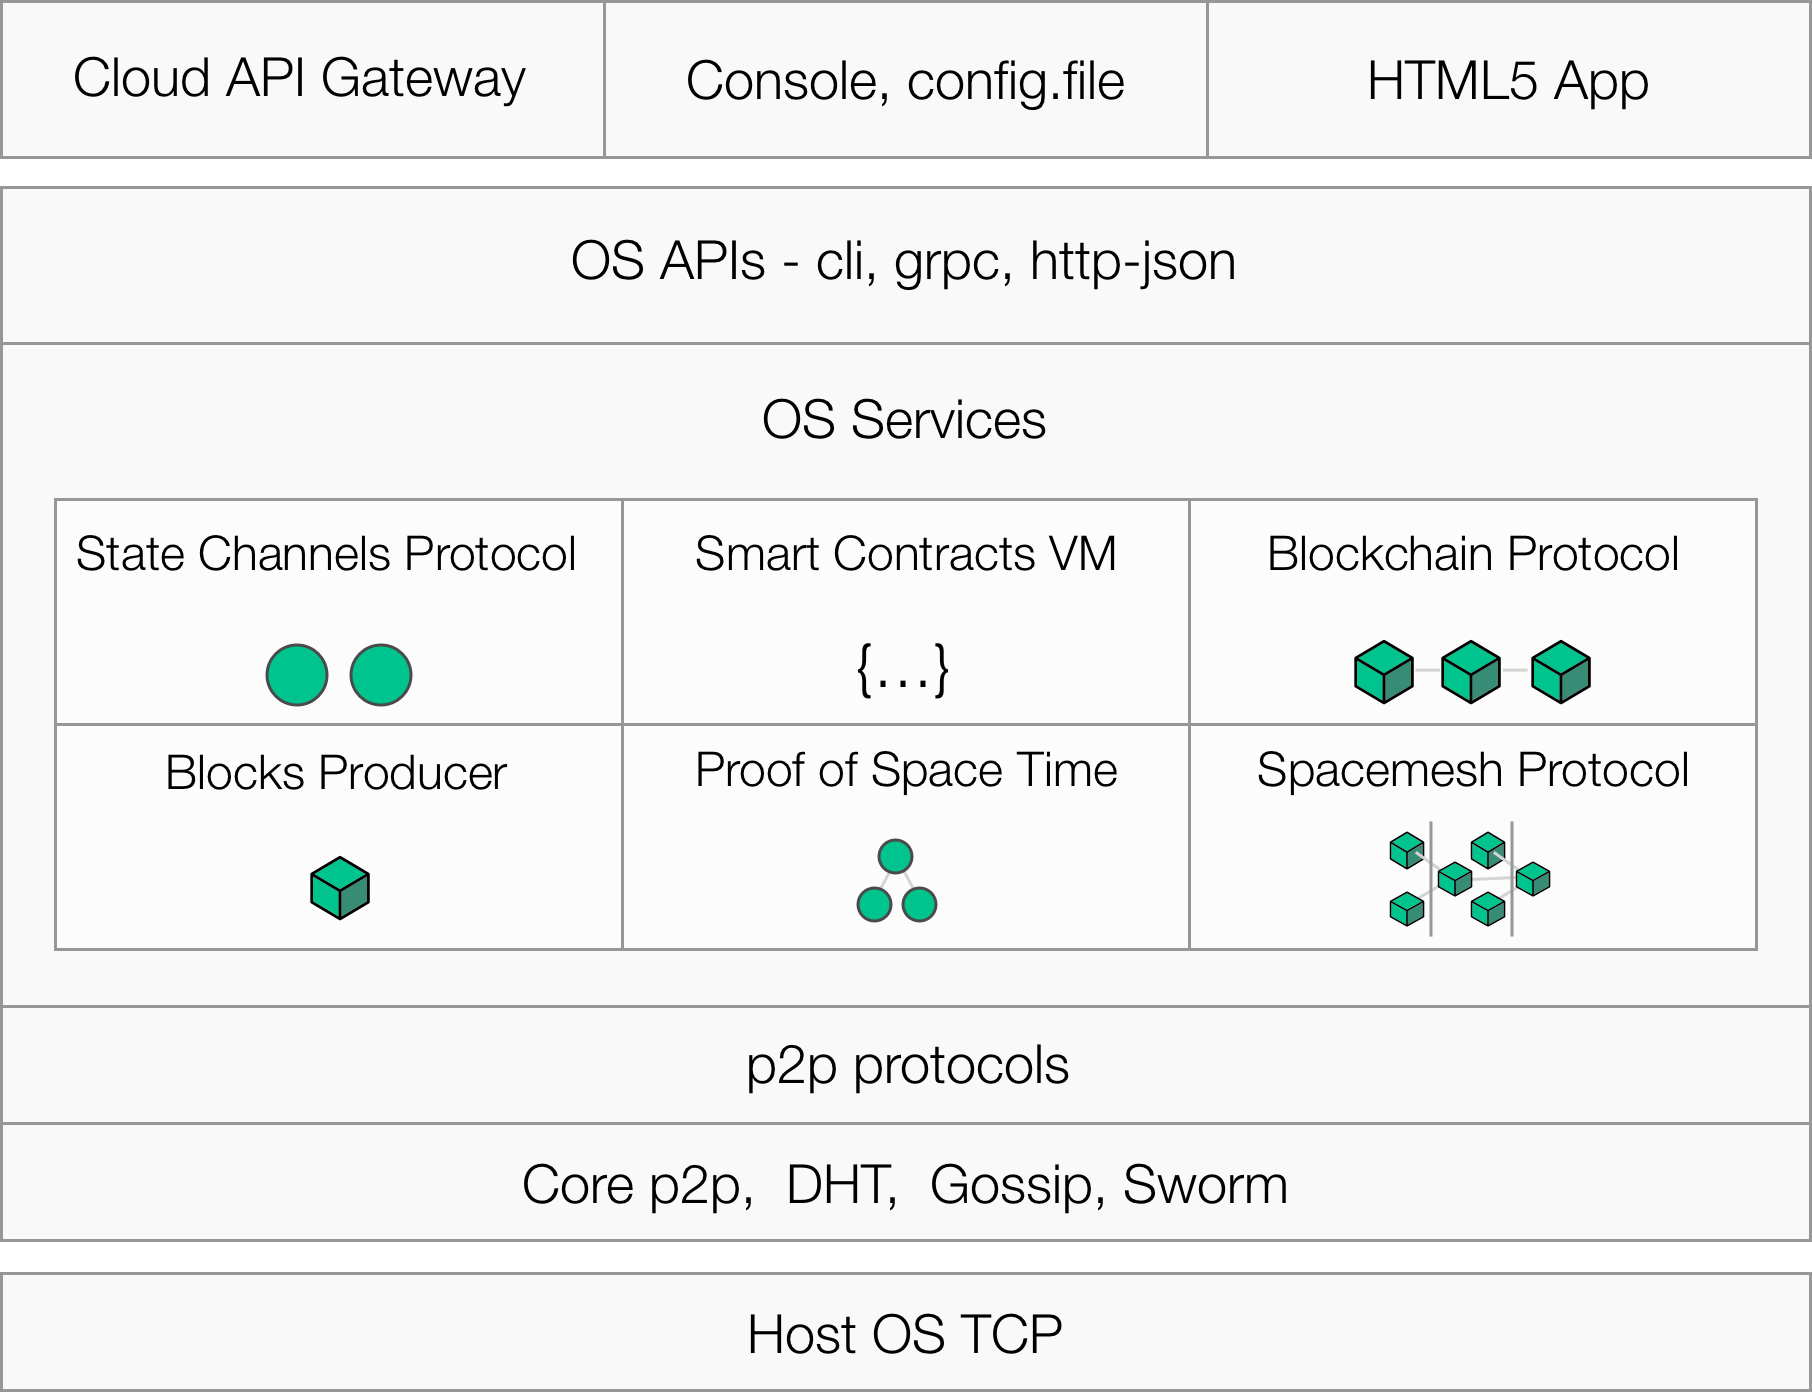 Cloud API Gateway
Console, config.file
HTML5 App
OS APIs - cli, grpc, http-json
OS Services
State Channels Protocol
Smart Contracts VM
Blockchain Protocol
{...}
Blocks Producer
Proof of Space Time
Spacemesh Protocol
p2p protocols
Core p2p, DHT, Gossip, Sworm
Host OS TCP